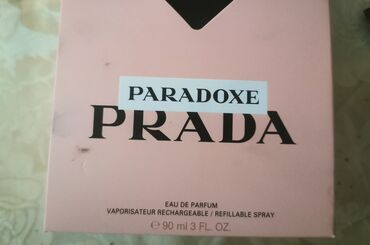 PARADOXE
PRADA
EAU DE PARFUM
VAPORISATEUR RECHARGEABLE / REFILLABLE SPRAY
℮ 90 ml 3 FL. OZ.